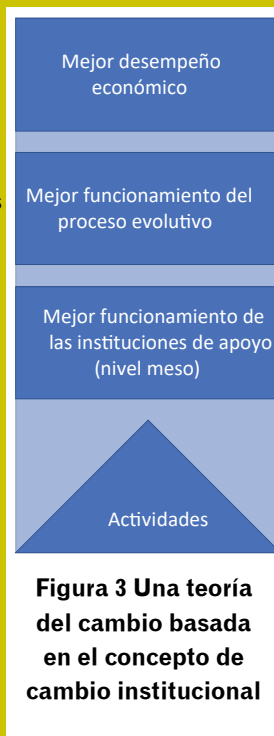 Mejor desempeño
económico
s
Mejor funcionamiento del
proceso evolutivo
Mejor funcionamiento de
las instituciones de apoyo
(nivel meso)
Actividades
Figura 3 Una teoría
del cambio basada
en el concepto de
cambio institucional